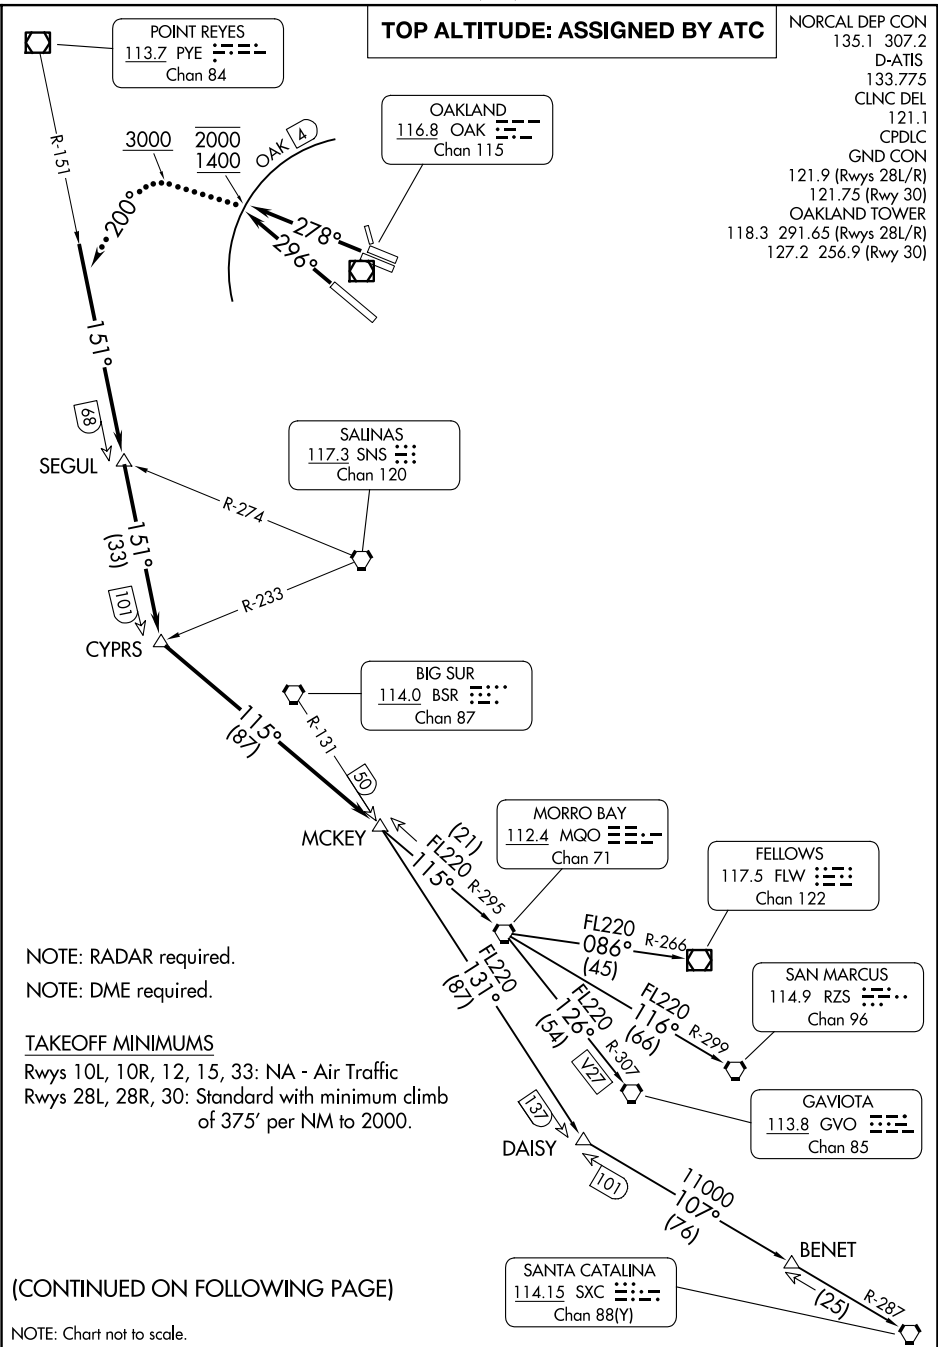 POINT REYES
113.7 PYE
Chan 84
TOP ALTITUDE: ASSIGNED BY ATC
NORCAL DEP CON
135.1 307.2
D-ATIS
133.775
CLNC DEL
121.1
CPDLC
GND CON
121.9 (Rwys 28L/R)
121.75 (Rwy 30)
OAKLAND TOWER
118.3 291.65 (Rwys 28L/R)
127.2 256.9 (Rwy 30)
OAKLAND
116.8 OAK
Chan 115
R-151
3000
2000
1400
OAK 4
200°
278°
296°
151°
68
SEGUL
SALINAS
117.3 SNS
Chan 120
R-274
151°
(33)
R-233
101
CYPRS
BIG SUR
114.0 BSR
Chan 87
R-131
115°
(87)
50
MCKEY
MORRO BAY
112.4 MQO
Chan 71
(21)
FL220
115°
R-295
FELLOWS
117.5 FLW
Chan 122
FL220
086°
(45)
R-266
NOTE: RADAR required.
NOTE: DME required.
FL220
131°
(87)
FL220
126°
(54)
R-307
V27
FL220
116°
(66)
R-299
SAN MARCUS
114.9 RZS
Chan 96
TAKEOFF MINIMUMS
Rwys 10L, 10R, 12, 15, 33: NA - Air Traffic
Rwys 28L, 28R, 30: Standard with minimum climb
of 375' per NM to 2000.
GAVIOTA
113.8 GVO
Chan 85
137
DAISY
101
11000
107°
(76)
BENET
(25)
R-287
SANTA CATALINA
114.15 SXC
Chan 88(Y)
(CONTINUED ON FOLLOWING PAGE)
NOTE: Chart not to scale.